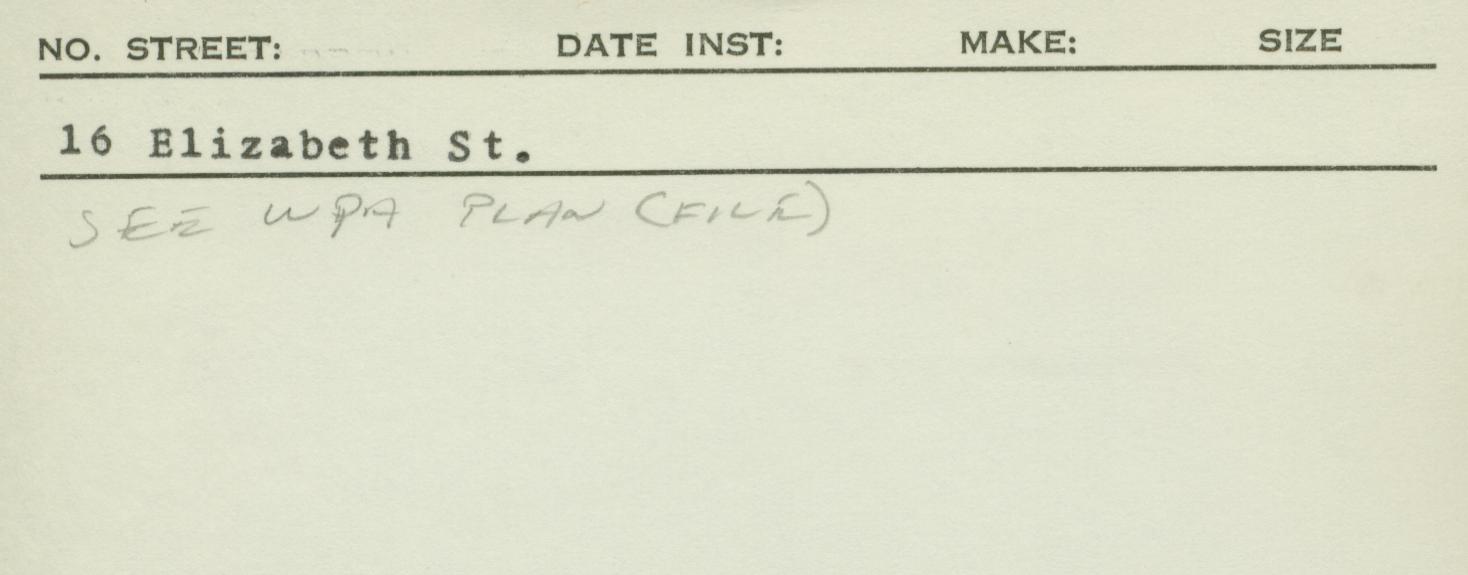 NO. STREET: DATE INST: MAKE: SIZE
16 Elizabeth St.
SEE WPA PLAN (FILE)